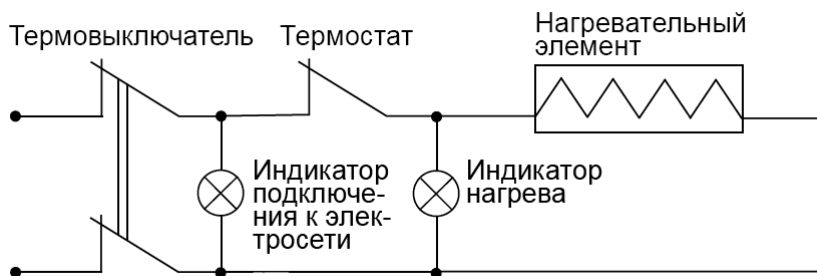 Термовыключатель
Термостат
Нагревательный
элемент
Индикатор
подключе-
ния к элек-
тросети
Индикатор
нагрева